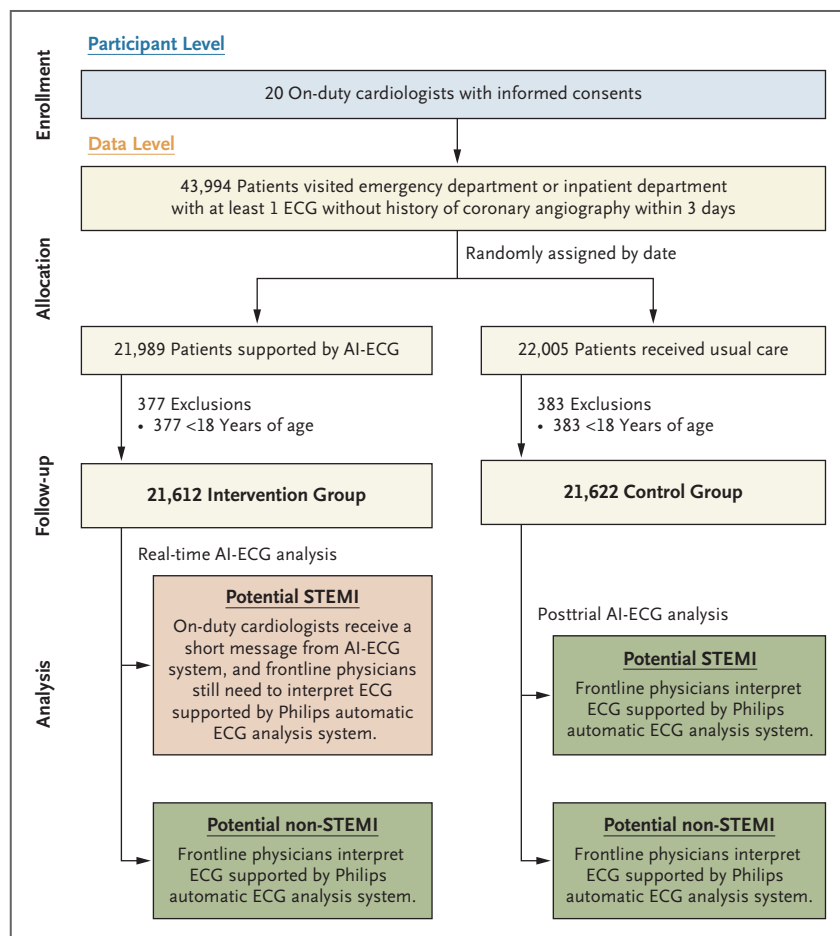 Participant Level
Enrollment
20 On-duty cardiologists with informed consents
Data Level
43,994 Patients visited emergency department or inpatient department
with at least 1 ECG without history of coronary angiography within 3 days
Allocation
Randomly assigned by date
21,989 Patients supported by AI-ECG
22,005 Patients received usual care
377 Exclusions
• 377 <18 Years of age
383 Exclusions
• 383 <18 Years of age
Follow-up
21,612 Intervention Group
21,622 Control Group
Analysis
Real-time AI-ECG analysis
Potential STEMI
On-duty cardiologists receive a
short message from AI-ECG
system, and frontline physicians
still need to interpret ECG
supported by Philips automatic
ECG analysis system.
Posttrial AI-ECG analysis
Potential STEMI
Frontline physicians interpret
ECG supported by Philips
automatic ECG analysis system.
Potential non-STEMI
Frontline physicians interpret
ECG supported by Philips
automatic ECG analysis system.
Potential non-STEMI
Frontline physicians interpret
ECG supported by Philips
automatic ECG analysis system.